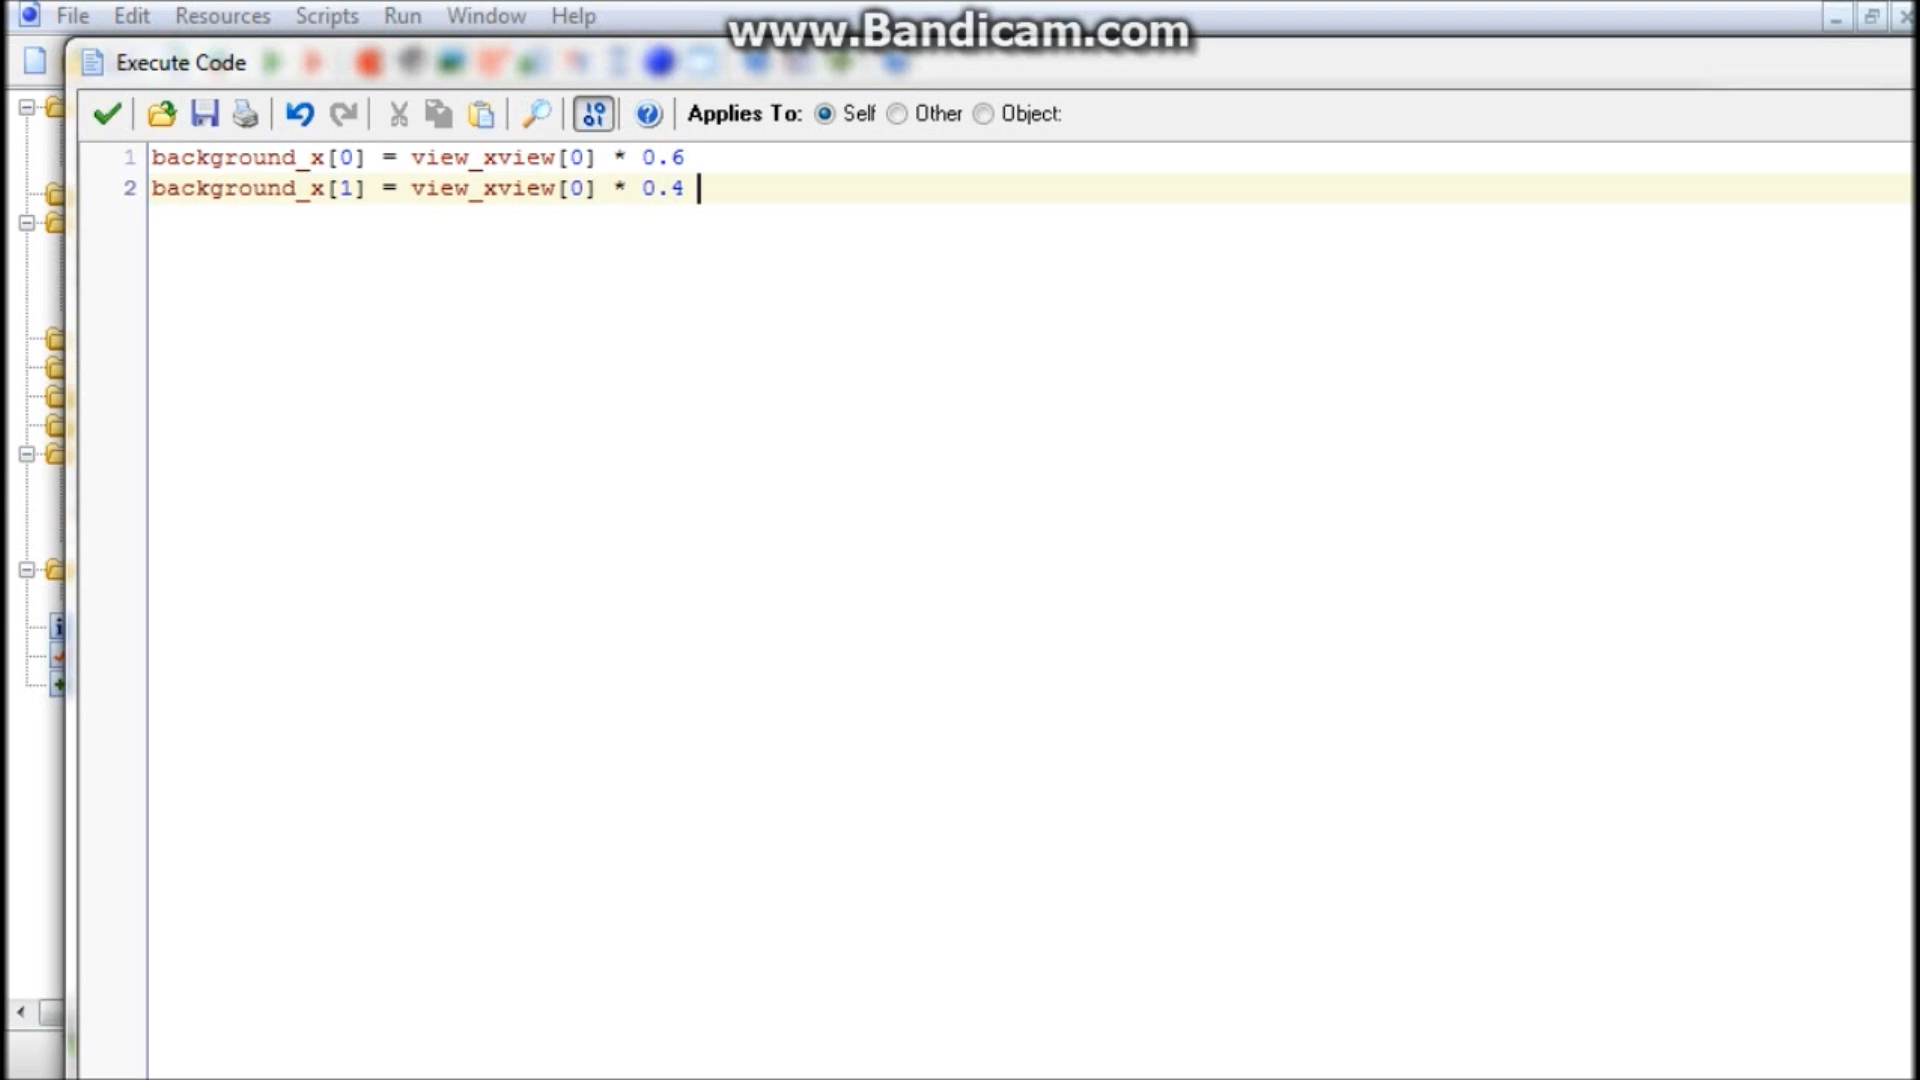 File Edit Resources Scripts Run Window Help
www.Bandicam.com
Execute Code
Applies To: Self Other Object:
1 background_x[0] = view_xview[0] * 0.6
2 background_x[1] = view_xview[0] * 0.4